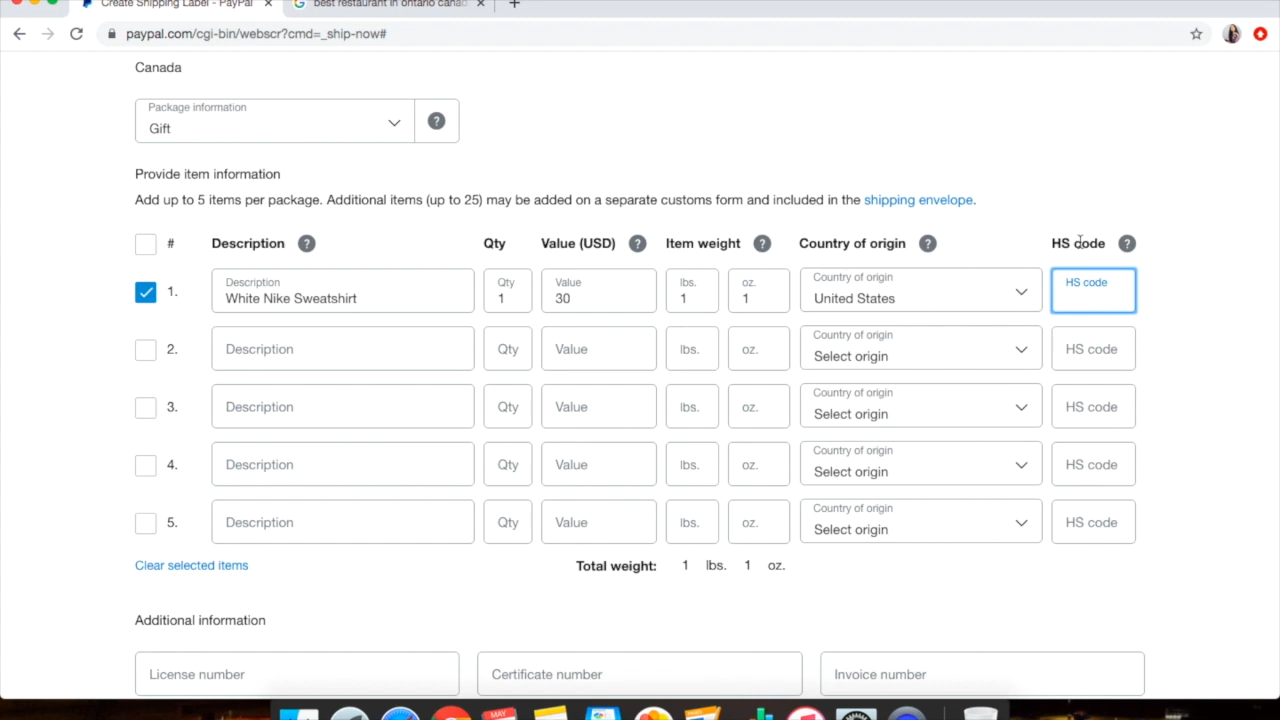 Create Shipping Label - PayPal
best restaurant in ontario canad
paypal.com/cgi-bin/webscr?cmd=_ship-now#
Canada
Package information
Gift
?
Provide item information
Add up to 5 items per package. Additional items (up to 25) may be added on a separate customs form and included in the shipping envelope.
# Description ? Qty Value (USD) ? Item weight ? Country of origin ? HS code ?
Description Qty Value lbs. oz. Country of origin HS code
1. White Nike Sweatshirt 1 30 1 1 United States
Country of origin
2. Description Qty Value lbs. oz. Select origin HS code
Country of origin
3. Description Qty Value lbs. oz. Select origin HS code
Country of origin
4. Description Qty Value lbs. oz. Select origin HS code
Country of origin
5. Description Qty Value lbs. oz. Select origin HS code
Clear selected items Total weight: 1 lbs. 1 oz.
Additional information
License number Certificate number Invoice number
MAY